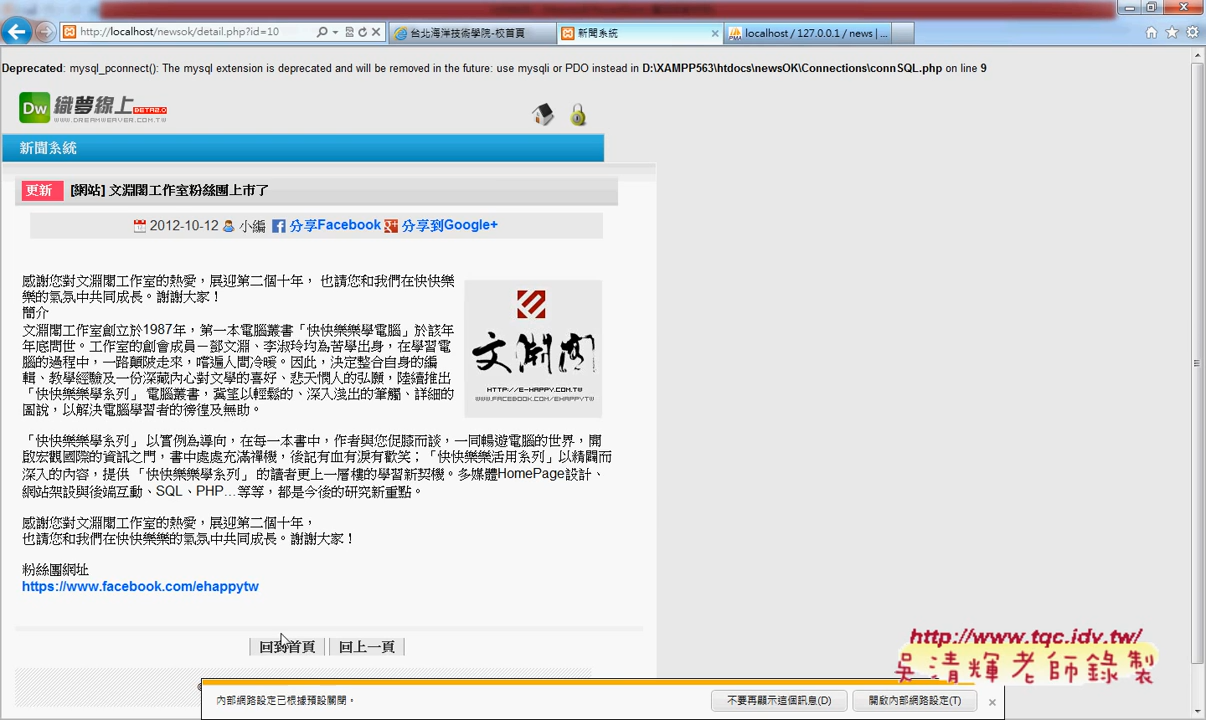 http://localhost/newsok/detail.php?id=10
台北海洋技術學院-校首頁
新聞系統
localhost / 127.0.0.1 / news | ...
Deprecated: mysql_pconnect(): The mysql extension is deprecated and will be removed in the future: use mysqli or PDO instead in D:\XAMPP563\htdocs\newsOK\Connections\connSQL.php on line 9
Dw 織夢線上 BETA2.0
WWW.DREAMWEAVER.COM.TW
新聞系統
更新 [網站] 文淵閣工作室粉絲團上市了
2012-10-12 小編 分享Facebook 分享到Google+
感謝您對文淵閣工作室的熱愛，展迎第二個十年， 也請您和我們在快快樂
樂的氣氛中共同成長。謝謝大家！
簡介
文淵閣工作室創立於1987年，第一本電腦叢書「快快樂樂學電腦」於該年
年底問世。工作室的創會成員－鄧文淵、李淑玲均為苦學出身，在學習電
腦的過程中，一路顛陂走來，嚐遍人間冷暖。因此，決定整合自身的編
輯、教學經驗及一份深藏內心對文學的喜好、悲天憫人的弘願，陸續推出
「快快樂樂學系列」 電腦叢書，冀望以輕鬆的、深入淺出的筆觸、詳細的
圖說，以解決電腦學習者的徬徨及無助。
文淵閣
HTTP://E-HAPPY.COM.TW
WWW.FACEBOOK.COM/EHAPPYTW
「快快樂樂學系列」 以實例為導向，在每一本書中，作者與您促膝而談，一同暢遊電腦的世界，開
啟宏觀國際的資訊之門，書中處處充滿禪機，後記有血有淚有歡笑；「快快樂樂活用系列」以精闢而
深入的內容，提供 「快快樂樂學系列」 的讀者更上一層樓的學習新契機。多媒體HomePage設計、
網站架設與後端互動、SQL、PHP…等等，都是今後的研究新重點。
感謝您對文淵閣工作室的熱愛，展迎第二個十年，
也請您和我們在快快樂樂的氣氛中共同成長。謝謝大家！
粉絲團網址
https://www.facebook.com/ehappytw
回到首頁 回上一頁
http://www.tqc.idv.tw/
吳清輝老師錄製
內部網路設定已根據預設關閉。
不要再顯示這個訊息(D)
開啟內部網路設定(T)